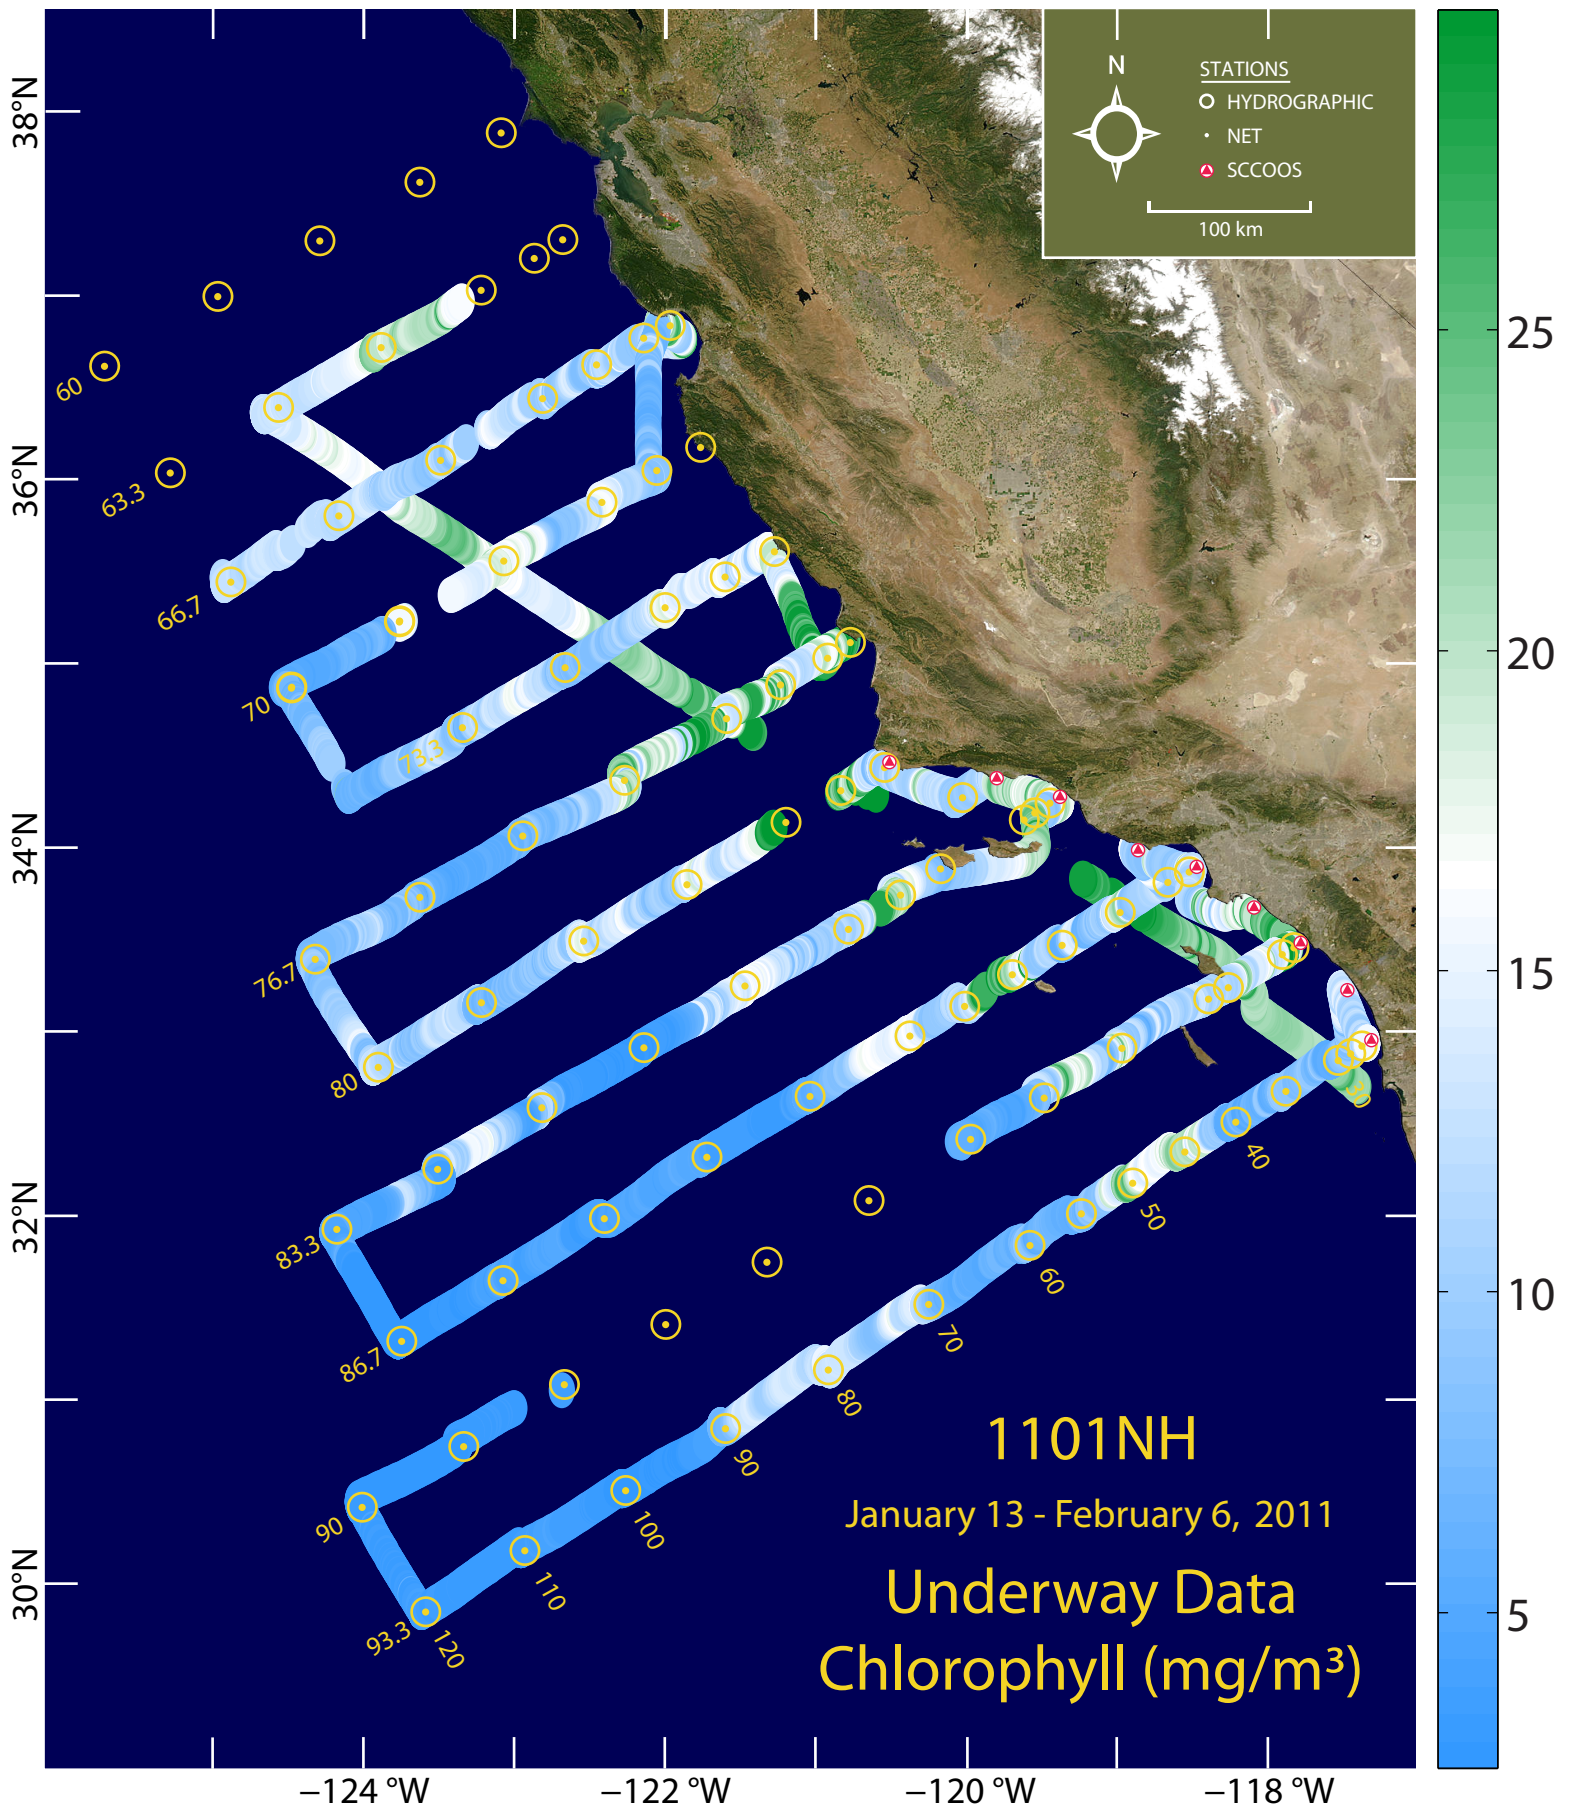 N
STATIONS
HYDROGRAPHIC
NET
SCCOOS
100 km
38°N
36°N
34°N
32°N
30°N
60
63.3
66.7
70
73.3
76.7
80
83.3
86.7
90
93.3
40
50
60
70
80
90
100
110
120
1101NH
January 13 - February 6, 2011
Underway Data
Chlorophyll (mg/m³)
25
20
15
10
5
−124 °W
−122 °W
−120 °W
−118 °W